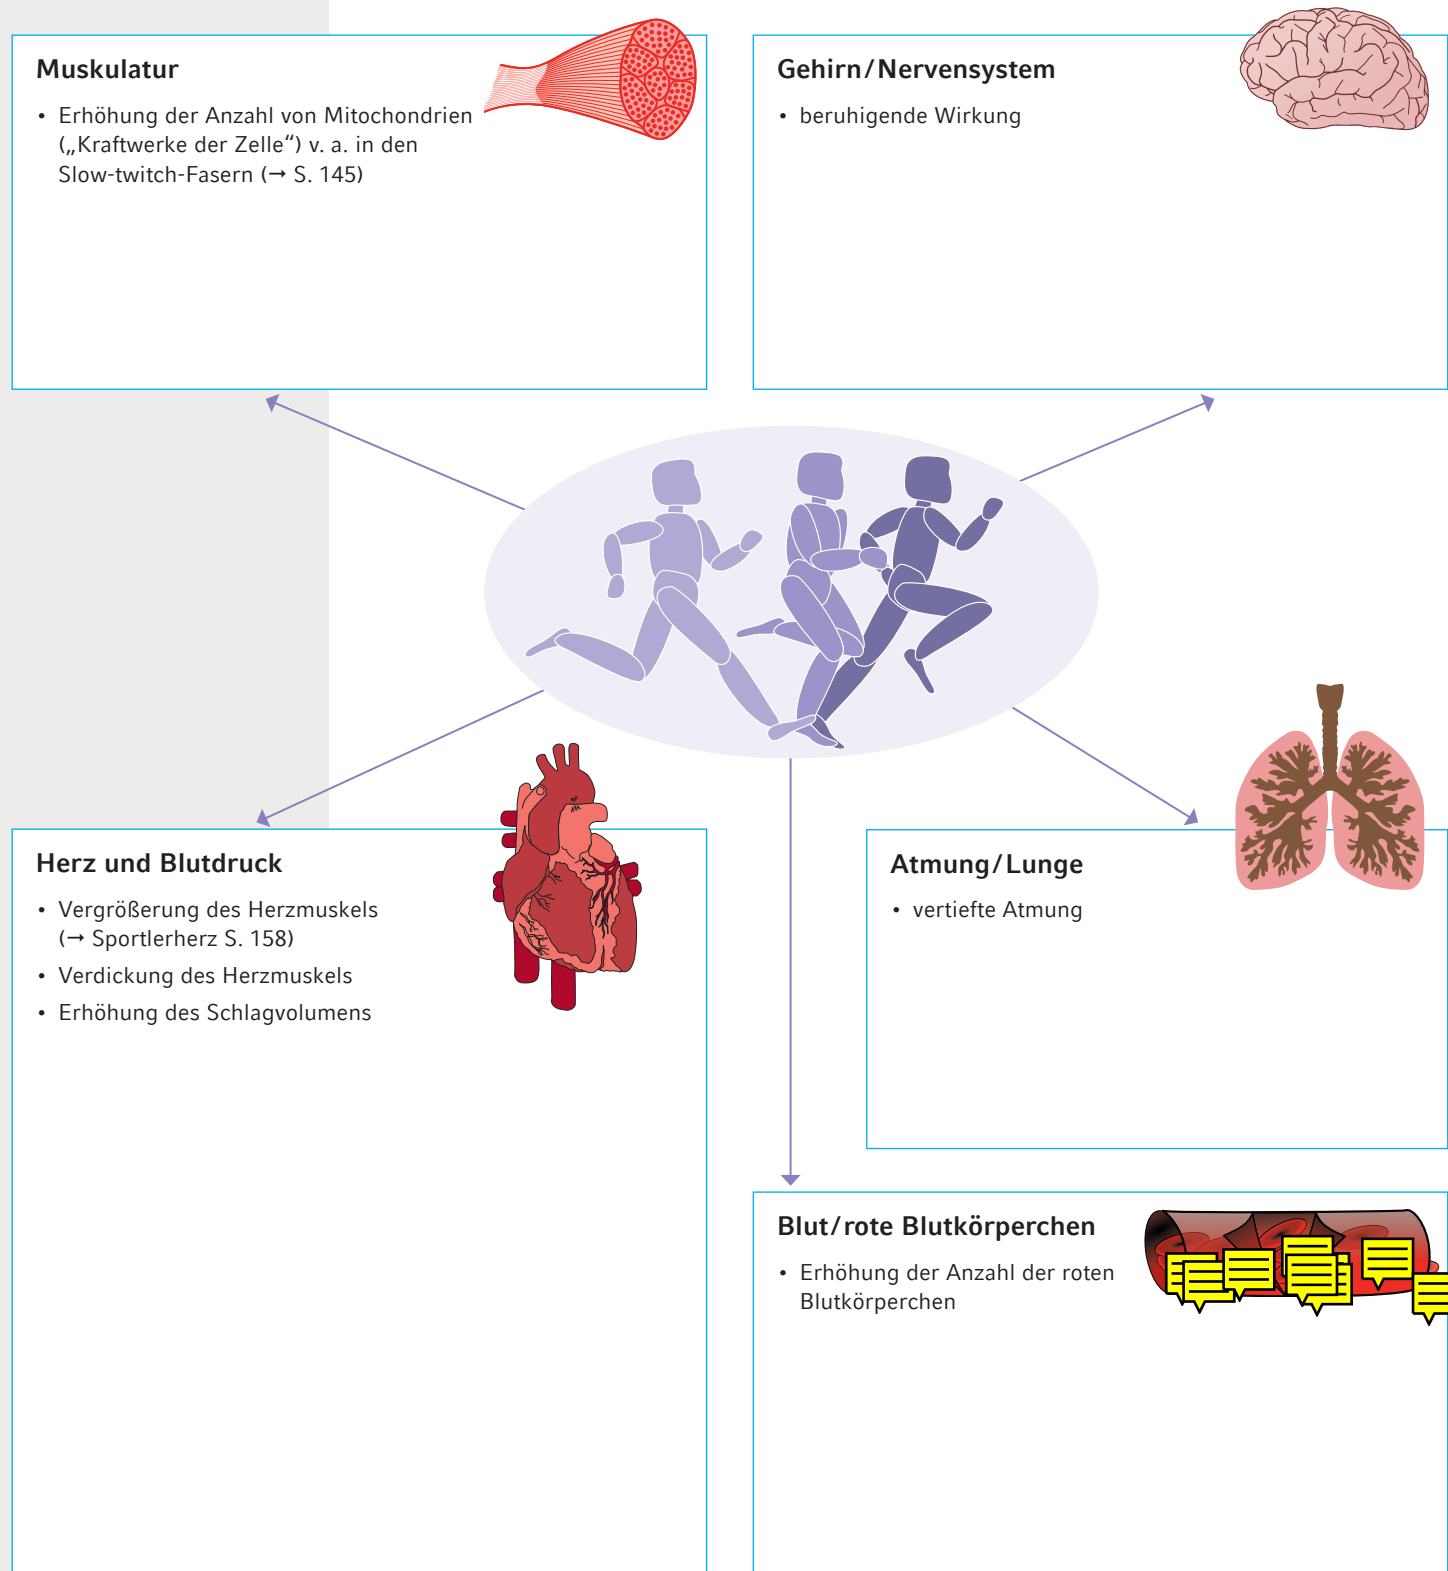 Muskulatur
• Erhöhung der Anzahl von Mitochondrien
(„Kraftwerke der Zelle“) v. a. in den
Slow-twitch-Fasern (→ S. 145)
Gehirn/Nervensystem
• beruhigende Wirkung
Herz und Blutdruck
• Vergrößerung des Herzmuskels
(→ Sportlerherz S. 158)
• Verdickung des Herzmuskels
• Erhöhung des Schlagvolumens
Atmung/Lunge
• vertiefte Atmung
Blut/rote Blutkörperchen
• Erhöhung der Anzahl der roten
Blutkörperchen